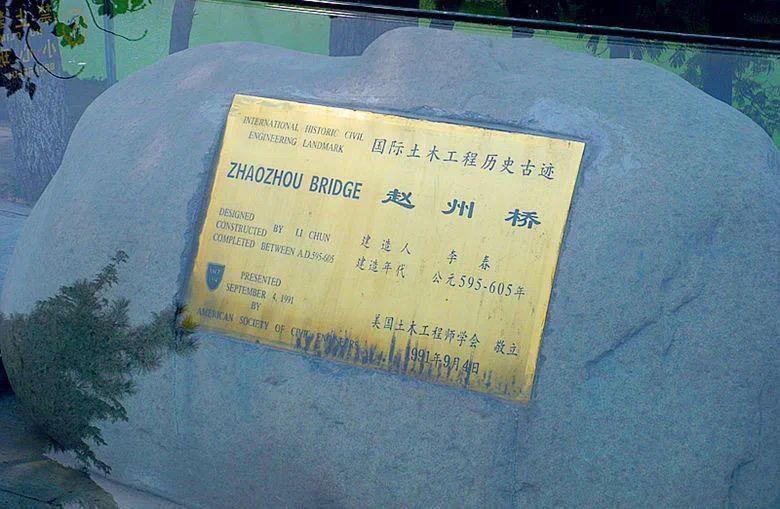 INTERNATIONAL HISTORIC CIVIL
ENGINEERING LANDMARK
国际土木工程历史古迹
ZHAOZHOU BRIDGE
赵州桥
DESIGNED
CONSTRUCTED BY LI CHUN
COMPLETED BETWEEN A.D.595-605
建造人 李春
建造年代 公元595-605年
PRESENTED
SEPTEMBER 4, 1991
BY
AMERICAN SOCIETY OF CIVIL ENGINEERS
美国土木工程师学会 敬立
1991年9月4日